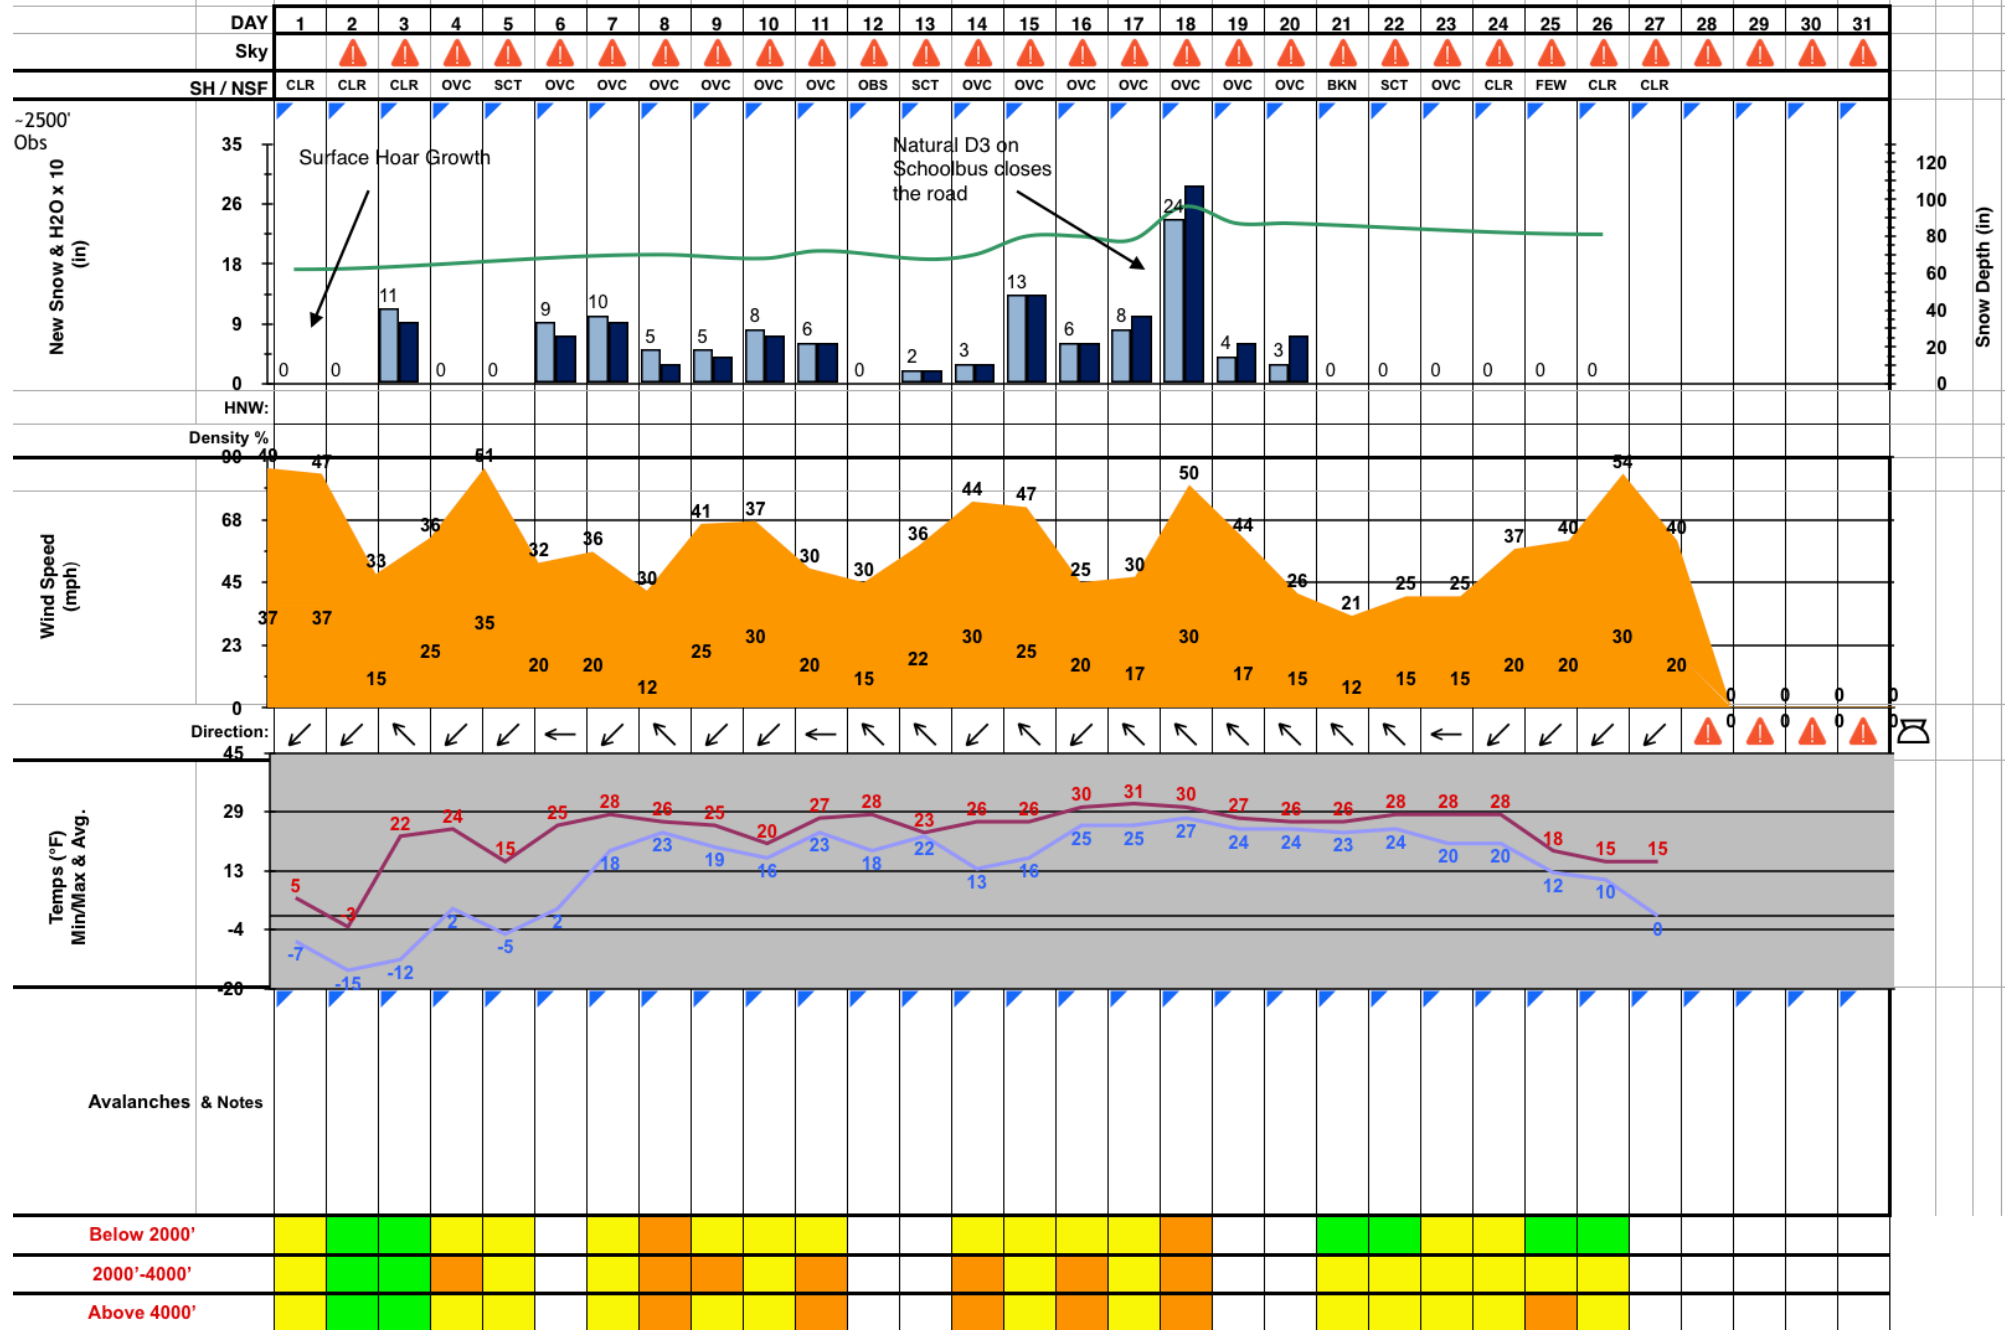 DAY 1 2 3 4 5 6 7 8 9 10 11 12 13 14 15 16 17 18 19 20 21 22 23 24 25 26 27 28 29 30 31
Sky
SH / NSF CLR CLR CLR OVC SCT OVC OVC OVC OVC OVC OVC OBS SCT OVC OVC OVC OVC OVC OVC OVC BKN SCT OVC CLR FEW CLR CLR
~2500'
Obs
New Snow & H2O x 10
(in)
35
26
18
9
0
Surface Hoar Growth
Natural D3 on
Schoolbus closes
the road
0 0 11 0 0 9 10 5 5 8 6 0 2 3 13 6 8 24 4 3 0 0 0 0 0 0
120
100
80
60
40
20
0
Snow Depth (in)
HNW:
Density %
Wind Speed
(mph)
90
68
45
23
0
49 47 33 36 51 32 36 30 41 37 30 30 36 44 47 25 30 50 44 26 21 25 25 37 40 54 40 0 0 0 0
37 37 15 25 35 20 20 12 25 30 20 15 22 30 25 20 17 30 17 15 12 15 15 20 20 30 20 0 0 0 0
Direction:
Temps (°F)
Min/Max & Avg.
45
29
13
-4
-20
5 -3 22 24 15 25 28 26 25 20 27 28 23 26 26 30 31 30 27 26 26 28 28 28 18 15 15
-7 -15 -12 2 -5 2 18 23 19 16 23 18 22 13 16 25 25 27 24 24 23 24 20 20 12 10 0
Avalanches & Notes
Below 2000’
2000’-4000’
Above 4000’